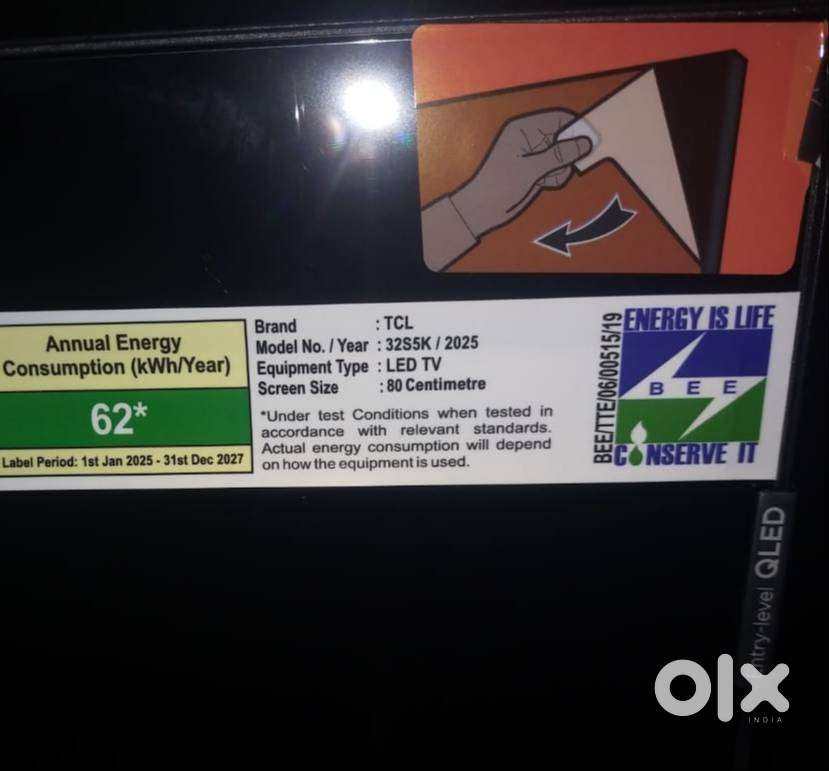 Annual Energy
Consumption (kWh/Year)
62*
Label Period: 1st Jan 2025 - 31st Dec 2027
Brand : TCL
Model No. / Year : 32S5K / 2025
Equipment Type : LED TV
Screen Size : 80 Centimetre
*Under test Conditions when tested in
accordance with relevant standards.
Actual energy consumption will depend
on how the equipment is used.
BEE/TTE/06/00515/19
ENERGY IS LIFE
BEE
CONSERVE IT
ntry-level QLED
olx
INDIA